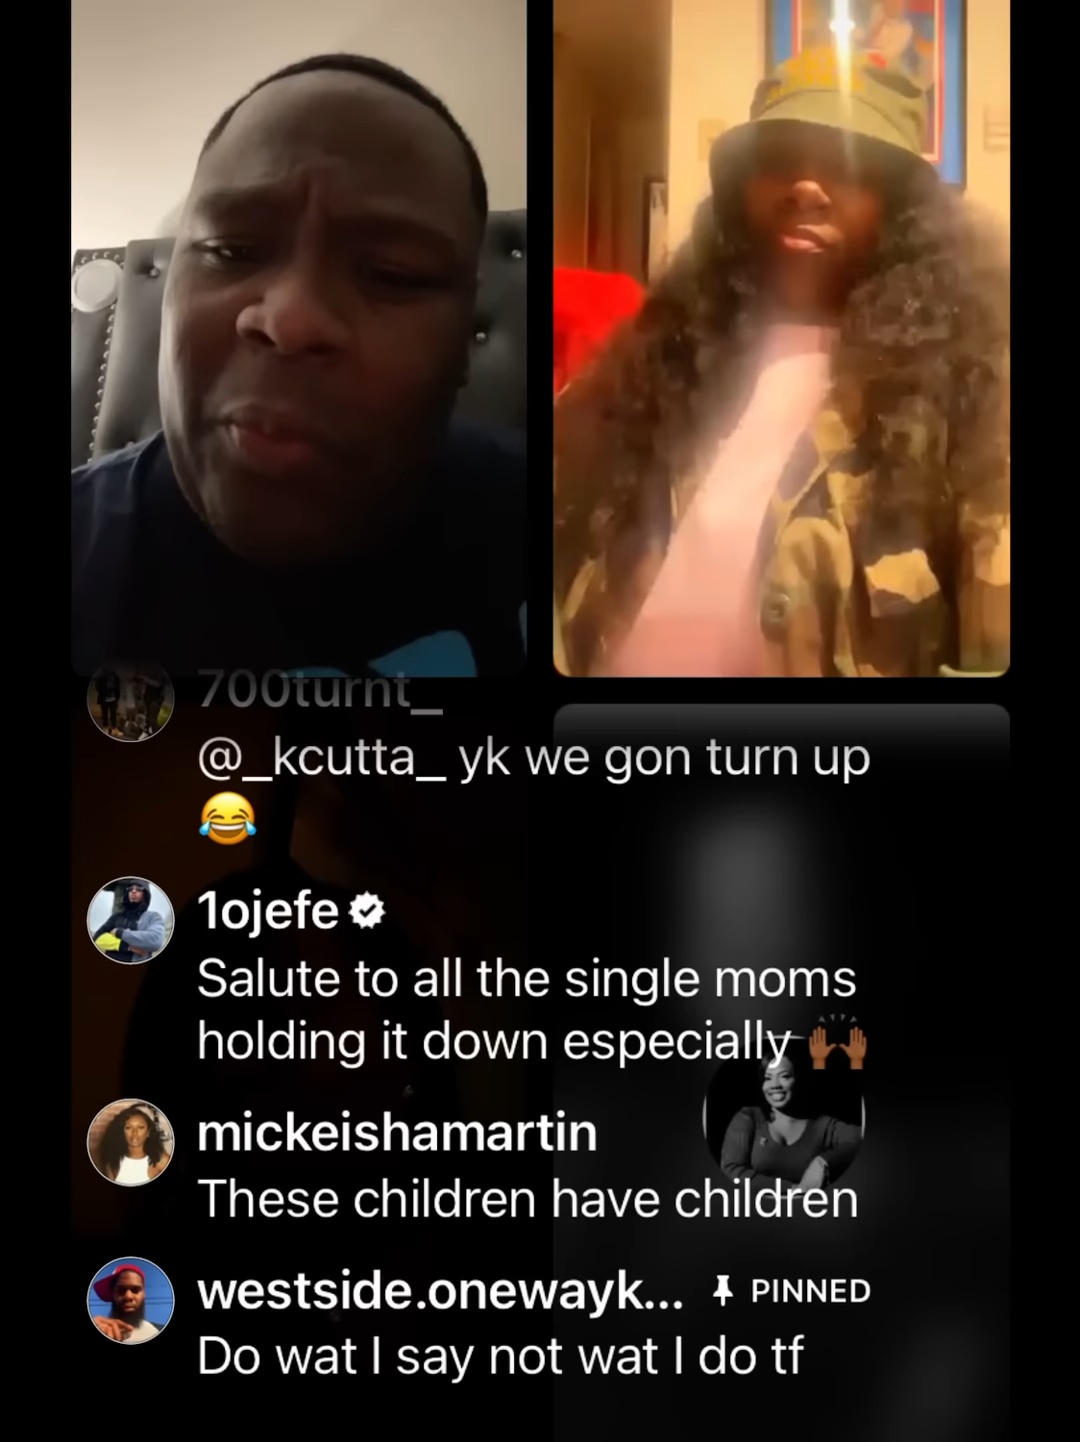 700turnt_
@_kcutta_ yk we gon turn up
😂
1ojefe
Salute to all the single moms
holding it down especially 🙌🏾
mickeishamartin
These children have children
westside.onewayk... PINNED
Do wat I say not wat I do tf